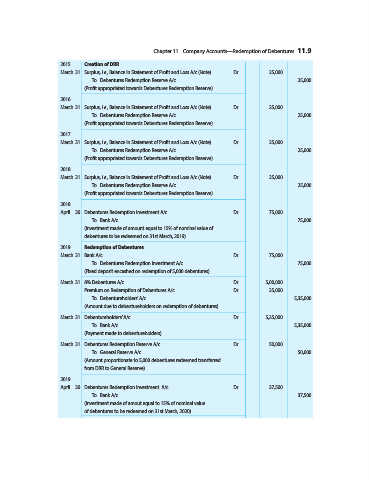 Chapter 11 Company Accounts—Redemption of Debentures 11.9
2015 Creation of DRR
March 31 Surplus, i.e., Balance in Statement of Profit and Loss A/c (Note) Dr 25,000
To Debentures Redemption Reserve A/c 25,000
(Profit appropriated towards Debentures Redemption Reserve)
2016
March 31 Surplus, i.e., Balance in Statement of Profit and Loss A/c (Note) Dr 25,000
To Debentures Redemption Reserve A/c 25,000
(Profit appropriated towards Debentures Redemption Reserve)
2017
March 31 Surplus, i.e., Balance in Statement of Profit and Loss A/c (Note) Dr 25,000
To Debentures Redemption Reserve A/c 25,000
(Profit appropriated towards Debentures Redemption Reserve)
2018
March 31 Surplus, i.e., Balance in Statement of Profit and Loss A/c (Note) Dr 25,000
To Debentures Redemption Reserve A/c 25,000
(Profit appropriated towards Debentures Redemption Reserve)
2018
April 30 Debentures Redemption Investment A/c Dr 75,000
To Bank A/c 75,000
(Investment made of amount equal to 15% of nominal value of
debentures to be redeemed on 31st March, 2019)
2019 Redemption of Debentures
March 31 Bank A/c Dr 75,000
To Debentures Redemption Investment A/c 75,000
(Fixed deposit encashed on redemption of 5,000 debentures)
March 31 8% Debentures A/c Dr 5,00,000
Premium on Redemption of Debentures A/c Dr 25,000
To Debentureholders' A/c 5,25,000
(Amount due to debentureholders on redemption of debentures)
March 31 Debentureholders' A/c Dr 5,25,000
To Bank A/c 5,25,000
(Payment made to debentureholders)
March 31 Debentures Redemption Reserve A/c Dr 50,000
To General Reserve A/c 50,000
(Amount proportionate to 5,000 debentures redeemed transferred
from DRR to General Reserve)
2019
April 30 Debentures Redemption Investment A/c Dr 37,500
To Bank A/c 37,500
(Investment made of amout equal to 15% of nominal value
of debentures to be redeemed on 31st March, 2020)